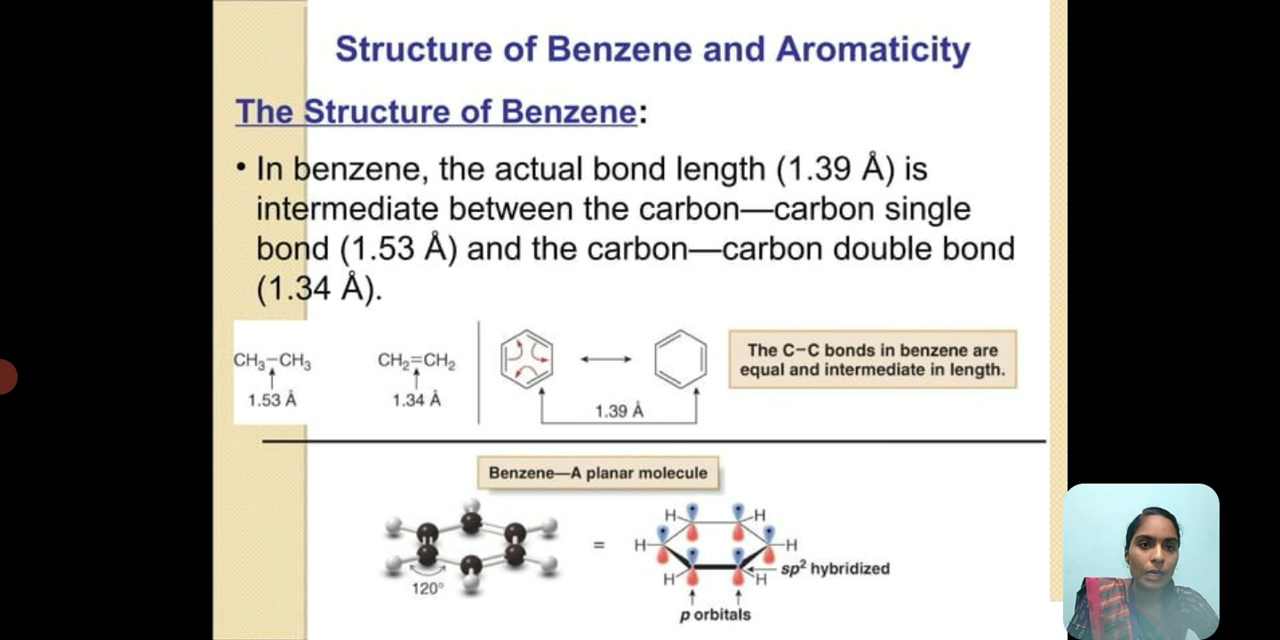 Structure of Benzene and Aromaticity
The Structure of Benzene:
• In benzene, the actual bond length (1.39 Å) is
intermediate between the carbon—carbon single
bond (1.53 Å) and the carbon—carbon double bond
(1.34 Å).
CH₃−CH₃
1.53 Å
CH₂=CH₂
1.34 Å
1.39 Å
The C−C bonds in benzene are
equal and intermediate in length.
Benzene—A planar molecule
120°
=
H
H
H
H
H
H
sp² hybridized
p orbitals